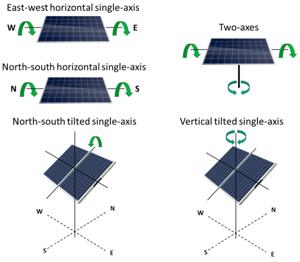 East-west horizontal single-axis
W E
Two-axes
North-south horizontal single-axis
N S
North-south tilted single-axis
Vertical tilted single-axis
W N
S E
W N
S E